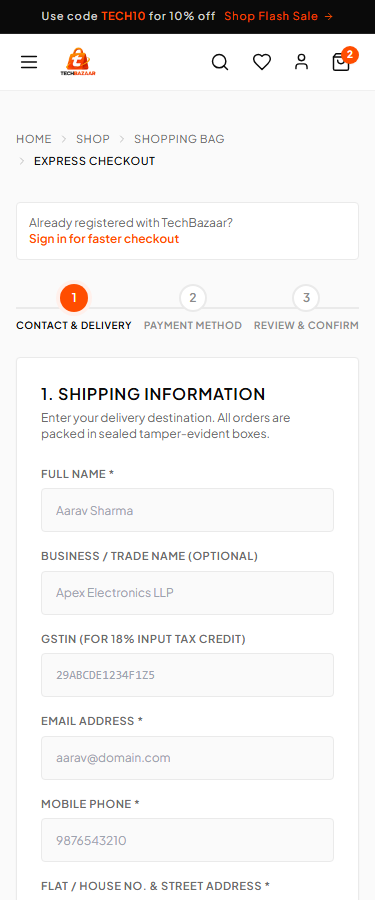 Use code TECH10 for 10% off Shop Flash Sale →
TECHBAZAAR
2
HOME > SHOP > SHOPPING BAG
> EXPRESS CHECKOUT
Already registered with TechBazaar?
Sign in for faster checkout
1 2 3
CONTACT & DELIVERY PAYMENT METHOD REVIEW & CONFIRM
1. SHIPPING INFORMATION
Enter your delivery destination. All orders are
packed in sealed tamper-evident boxes.
FULL NAME *
Aarav Sharma
BUSINESS / TRADE NAME (OPTIONAL)
Apex Electronics LLP
GSTIN (FOR 18% INPUT TAX CREDIT)
29ABCDE1234F1Z5
EMAIL ADDRESS *
aarav@domain.com
MOBILE PHONE *
9876543210
FLAT / HOUSE NO. & STREET ADDRESS *